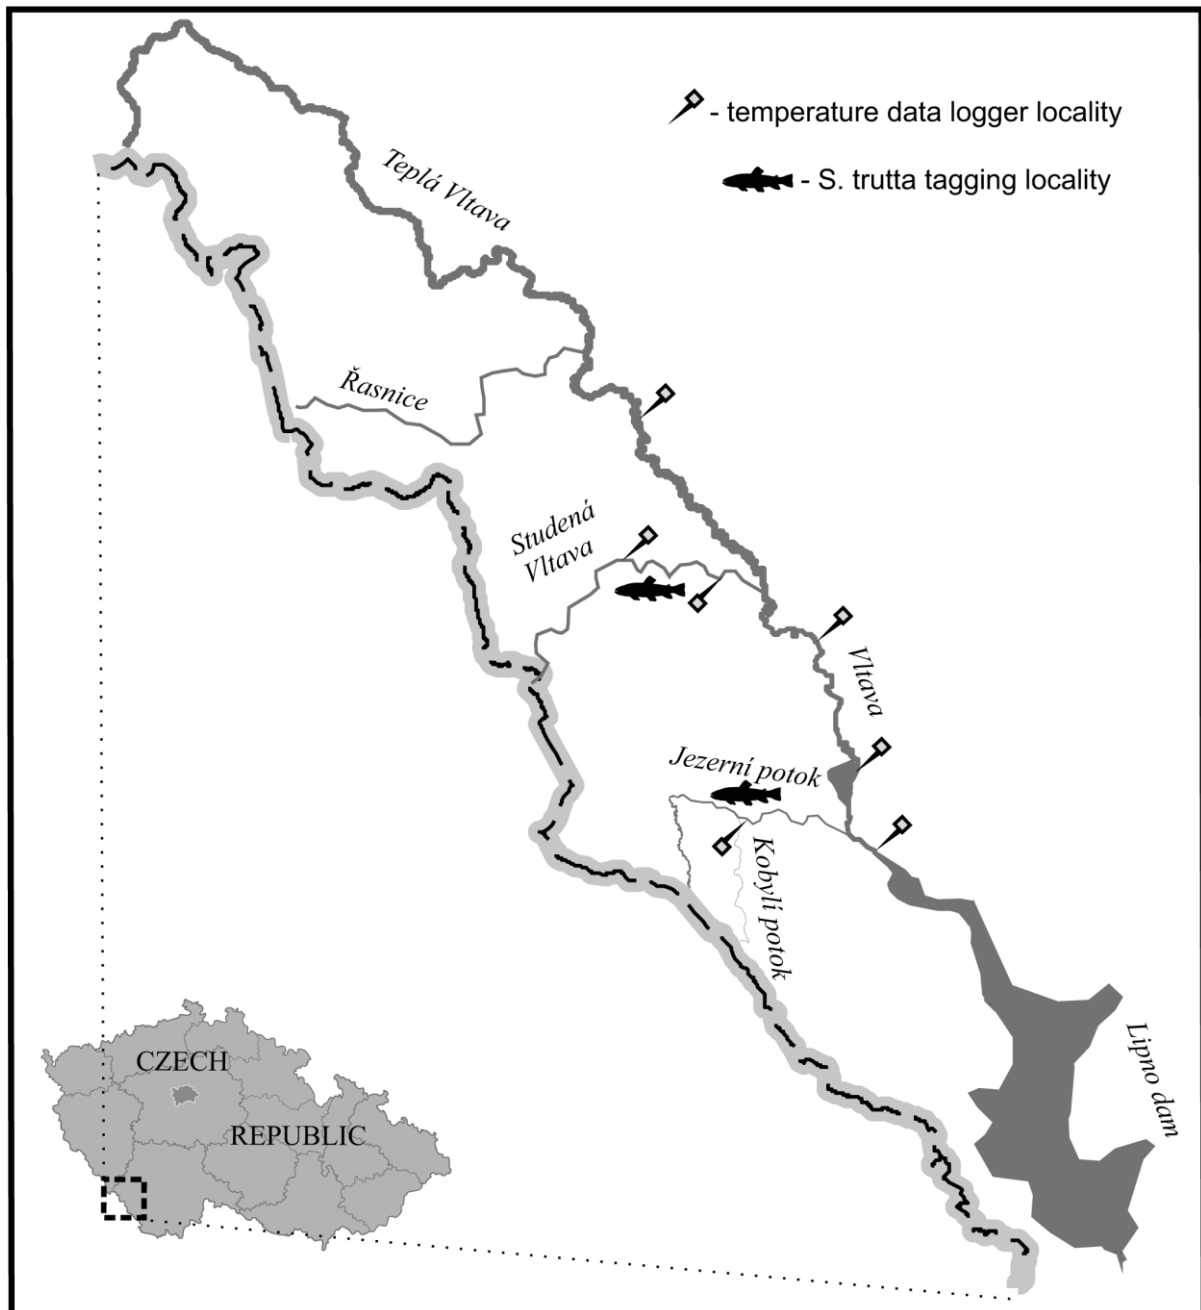 - temperature data logger locality
- S. trutta tagging locality
Teplá Vltava
Řasnice
Studená
Vltava
Vltava
Jezerní potok
Kobylí potok
Lipno dam
CZECH
REPUBLIC